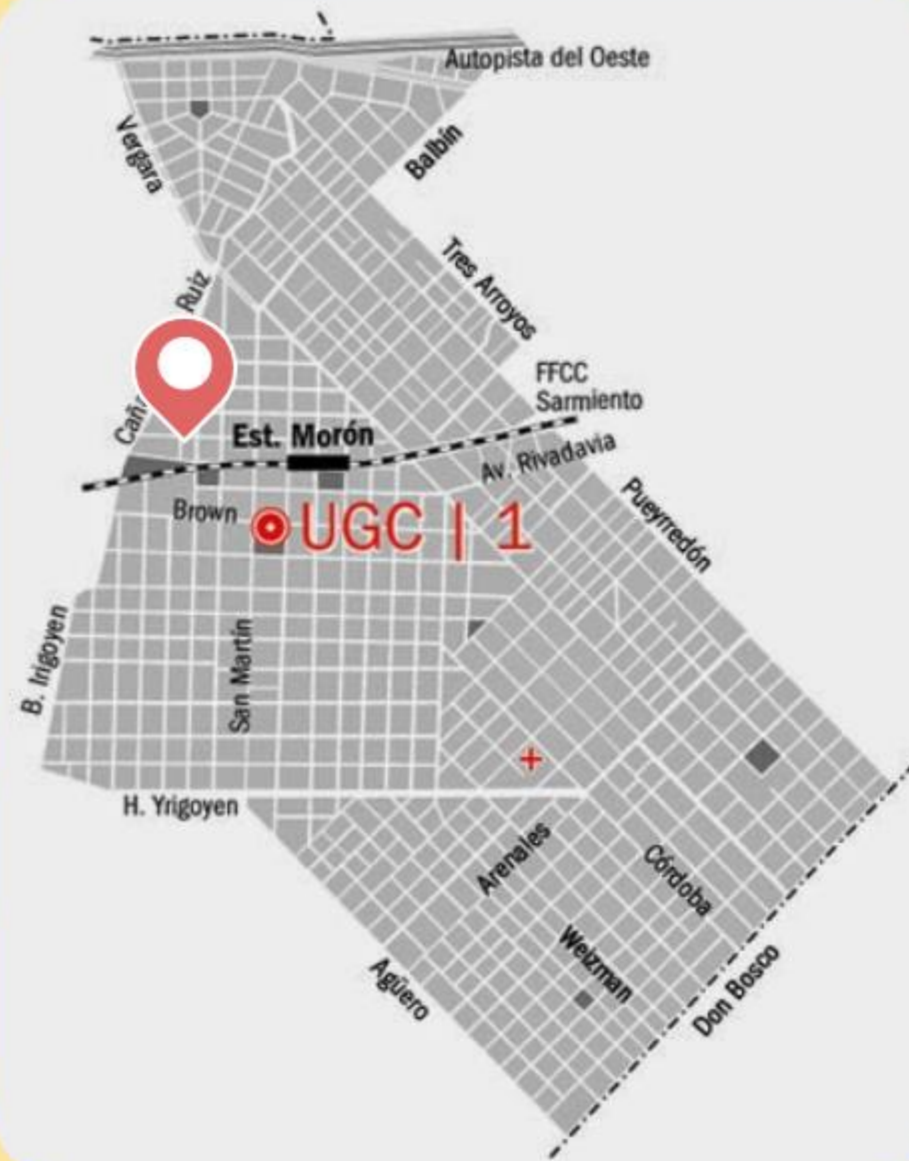 Autopista del Oeste
Vergara
Balbín
Tres Arroyos
Ruiz
FFCC
Sarmiento
Est. Morón
Av. Rivadavia
Pueyrredón
Brown
UGC | 1
B. Irigoyen
San Martín
H. Yrigoyen
Arenales
Córdoba
Weizman
Agüero
Don Bosco